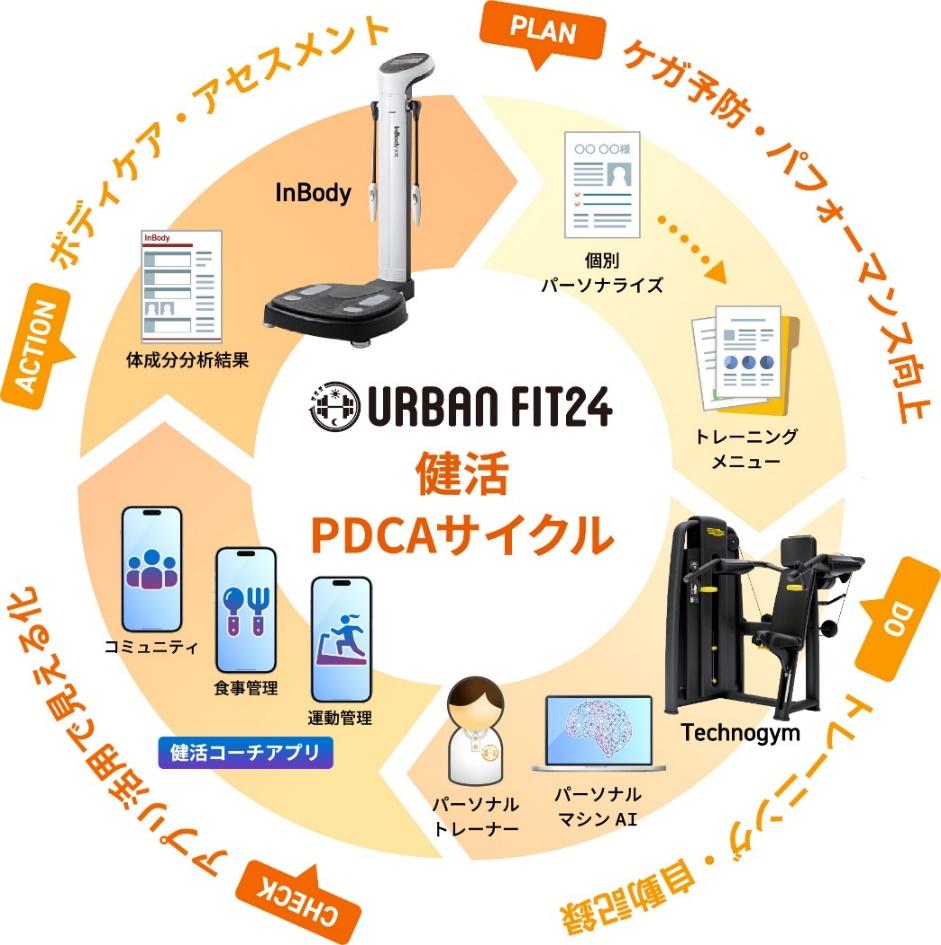 URBAN FIT24
健活
PDCAサイクル
PLAN
ケガ予防・パフォーマンス向上
○○ ○○様
個別
パーソナライズ
トレーニング
メニュー
DO
トレーニング・自動記録
Technogym
パーソナル
マシン AI
パーソナル
トレーナー
CHECK
アプリ活用で見える化
コミュニティ
食事管理
運動管理
健活コーチアプリ
ACTION
ボディケア・アセスメント
InBody
体成分分析結果
InBody
InBody